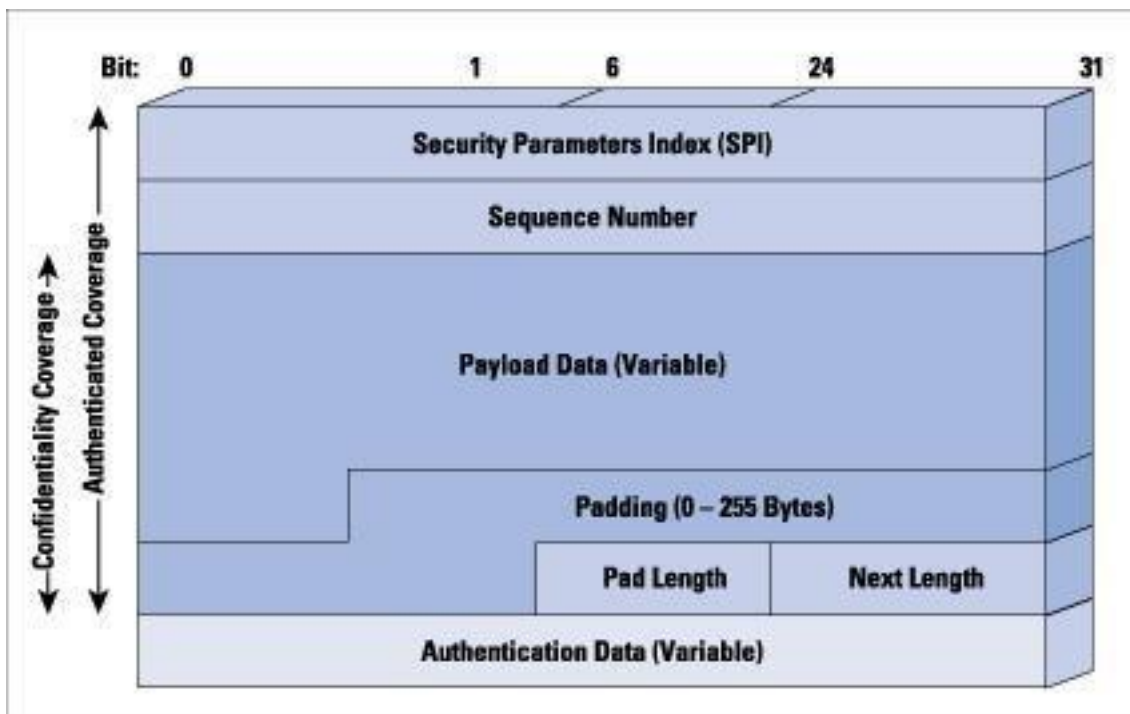 Bit: 0 1 6 24 31
Security Parameters Index (SPI)
Sequence Number
Payload Data (Variable)
Padding (0 – 255 Bytes)
Pad Length
Next Length
Authentication Data (Variable)
Confidentiality Coverage
Authenticated Coverage